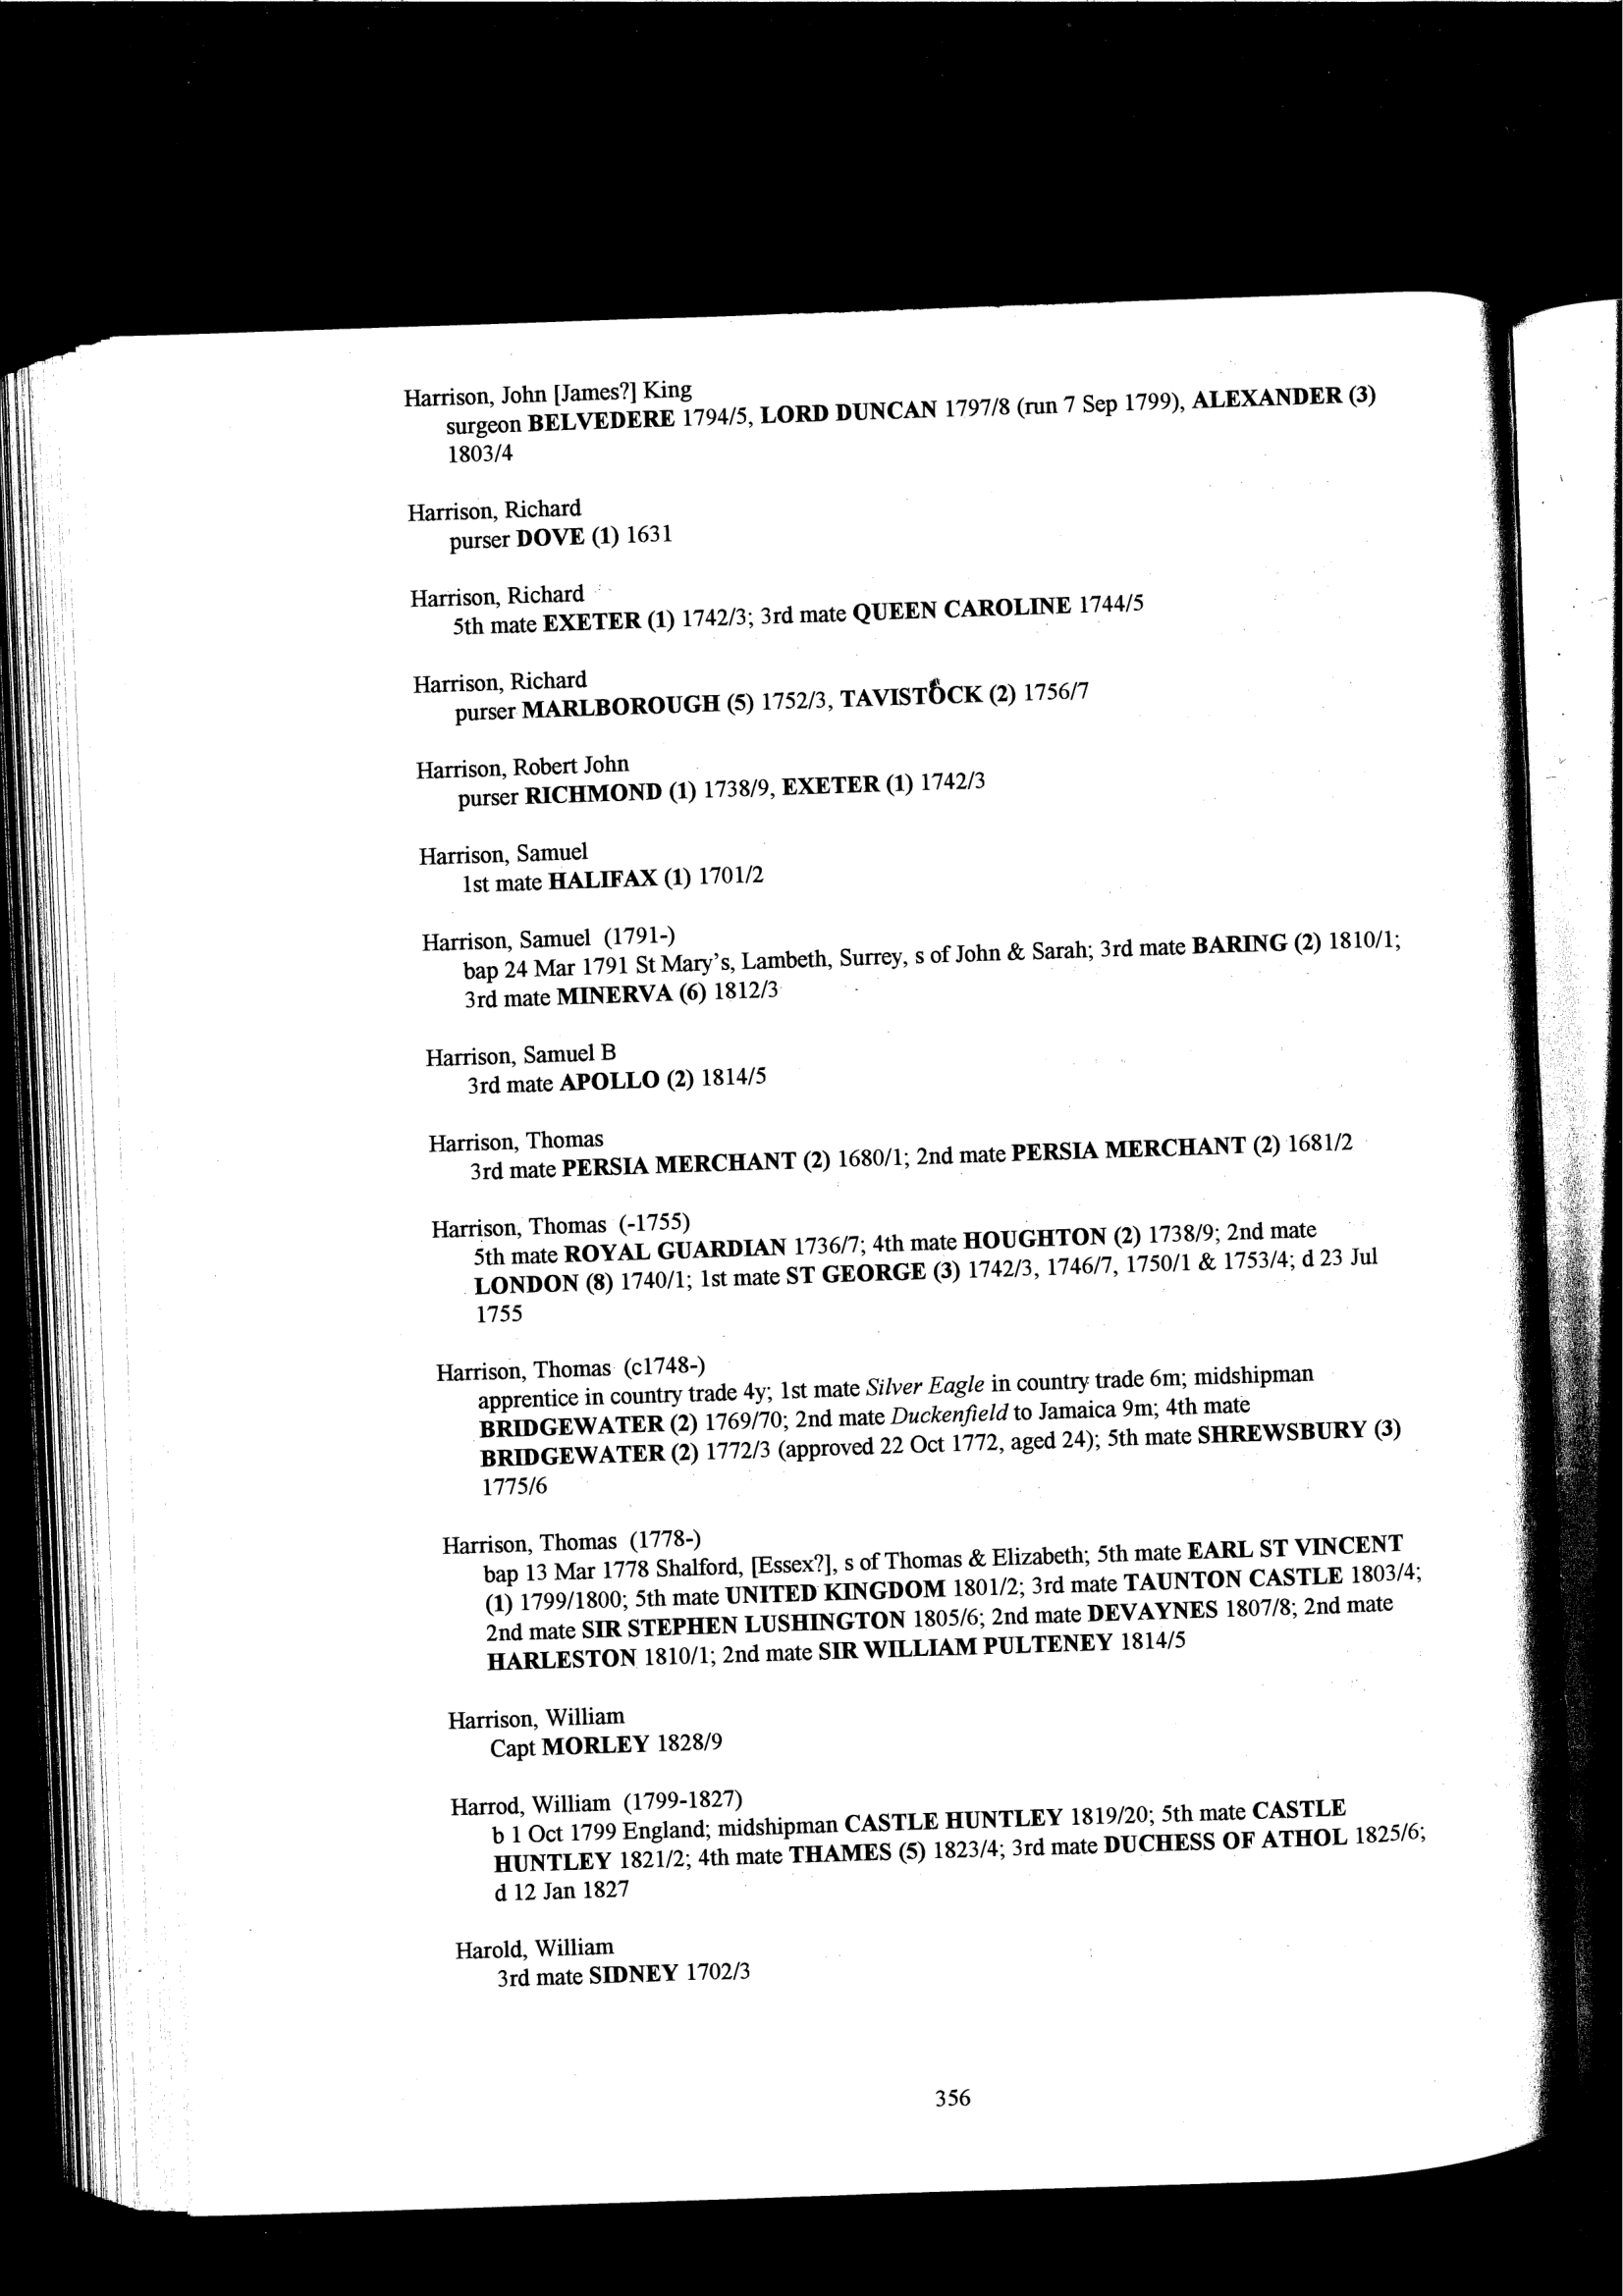 Harrison, John [James?] King
surgeon BELVEDERE 1794/5, LORD DUNCAN 1797/8 (run 7 Sep 1799), ALEXANDER (3)
1803/4
Harrison, Richard
purser DOVE (1) 1631
Harrison, Richard
5th mate EXETER (1) 1742/3; 3rd mate QUEEN CAROLINE 1744/5
Harrison, Richard
purser MARLBOROUGH (5) 1752/3, TAVISTOCK (2) 1756/7
Harrison, Robert John
purser RICHMOND (1) 1738/9, EXETER (1) 1742/3
Harrison, Samuel
1st mate HALIFAX (1) 1701/2
Harrison, Samuel (1791-)
bap 24 Mar 1791 St Mary's, Lambeth, Surrey, s of John & Sarah; 3rd mate BARING (2) 1810/1;
3rd mate MINERVA (6) 1812/3
Harrison, Samuel B
3rd mate APOLLO (2) 1814/5
Harrison, Thomas
3rd mate PERSIA MERCHANT (2) 1680/1; 2nd mate PERSIA MERCHANT (2) 1681/2
Harrison, Thomas (-1755)
5th mate ROYAL GUARDIAN 1736/7; 4th mate HOUGHTON (2) 1738/9; 2nd mate
LONDON (8) 1740/1; 1st mate ST GEORGE (3) 1742/3, 1746/7, 1750/1 & 1753/4; d 23 Jul
1755
Harrison, Thomas (c1748-)
apprentice in country trade 4y; 1st mate Silver Eagle in country trade 6m; midshipman
BRIDGEWATER (2) 1769/70; 2nd mate Duckenfield to Jamaica 9m; 4th mate
BRIDGEWATER (2) 1772/3 (approved 22 Oct 1772, aged 24); 5th mate SHREWSBURY (3)
1775/6
Harrison, Thomas (1778-)
bap 13 Mar 1778 Shalford, [Essex?], s of Thomas & Elizabeth; 5th mate EARL ST VINCENT
(1) 1799/1800; 5th mate UNITED KINGDOM 1801/2; 3rd mate TAUNTON CASTLE 1803/4;
2nd mate SIR STEPHEN LUSHINGTON 1805/6; 2nd mate DEVAYNES 1807/8; 2nd mate
HARLESTON 1810/1; 2nd mate SIR WILLIAM PULTENEY 1814/5
Harrison, William
Capt MORLEY 1828/9
Harrod, William (1799-1827)
b 1 Oct 1799 England; midshipman CASTLE HUNTLEY 1819/20; 5th mate CASTLE
HUNTLEY 1821/2; 4th mate THAMES (5) 1823/4; 3rd mate DUCHESS OF ATHOL 1825/6;
d 12 Jan 1827
Harold, William
3rd mate SIDNEY 1702/3
356